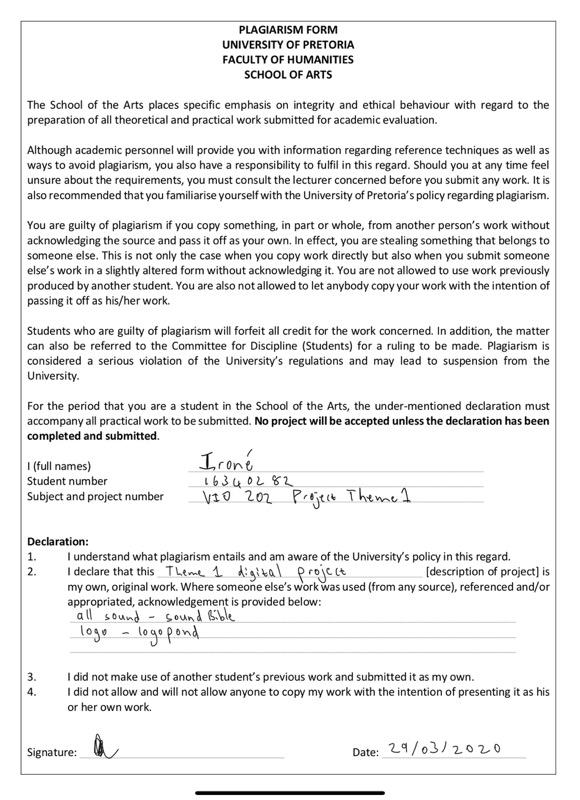 PLAGIARISM FORM
UNIVERSITY OF PRETORIA
FACULTY OF HUMANITIES
SCHOOL OF ARTS
The School of the Arts places specific emphasis on integrity and ethical behaviour with regard to the
preparation of all theoretical and practical work submitted for academic evaluation.
Although academic personnel will provide you with information regarding reference techniques as well as
ways to avoid plagiarism, you also have a responsibility to fulfil in this regard. Should you at any time feel
unsure about the requirements, you must consult the lecturer concerned before you submit any work. It is
also recommended that you familiarise yourself with the University of Pretoria's policy regarding plagiarism.
You are guilty of plagiarism if you copy something, in part or whole, from another person's work without
acknowledging the source and pass it off as your own. In effect, you are stealing something that belongs to
someone else. This is not only the case when you copy work directly but also when you submit someone
else's work in a slightly altered form without acknowledging it. You are not allowed to use work previously
produced by another student. You are also not allowed to let anybody copy your work with the intention of
passing it off as his/her work.
Students who are guilty of plagiarism will forfeit all credit for the work concerned. In addition, the matter
can also be referred to the Committee for Discipline (Students) for a ruling to be made. Plagiarism is
considered a serious violation of the University's regulations and may lead to suspension from the
University.
For the period that you are a student in the School of the Arts, the under-mentioned declaration must
accompany all practical work to be submitted. No project will be accepted unless the declaration has been
completed and submitted.
I (full names) Ironé
Student number 16340282
Subject and project number VIO 202 Project Theme 1
Declaration:
1. I understand what plagiarism entails and am aware of the University's policy in this regard.
2. I declare that this Theme 1 digital project [description of project] is
my own, original work. Where someone else's work was used (from any source), referenced and/or
appropriated, acknowledgement is provided below:
all sound - sound Bible
logo - logopond
3. I did not make use of another student's previous work and submitted it as my own.
4. I did not allow and will not allow anyone to copy my work with the intention of presenting it as his
or her own work.
Signature: Date: 29/03/2020